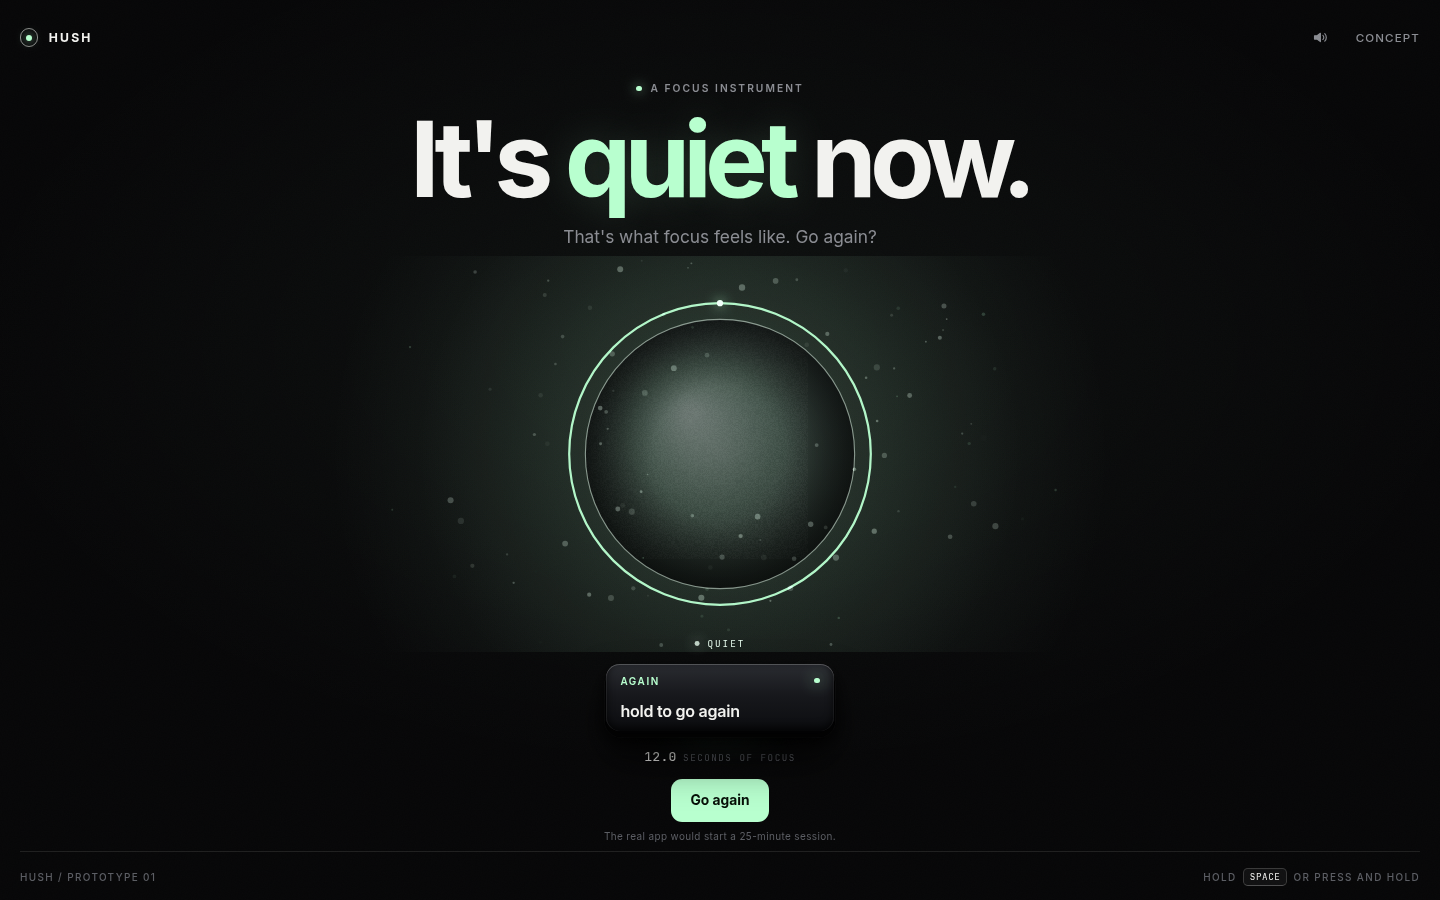 HUSH
CONCEPT
A FOCUS INSTRUMENT
It's quiet now.
That's what focus feels like. Go again?
QUIET
AGAIN
hold to go again
12.0 SECONDS OF FOCUS
Go again
The real app would start a 25-minute session.
HUSH / PROTOTYPE 01
HOLD SPACE OR PRESS AND HOLD